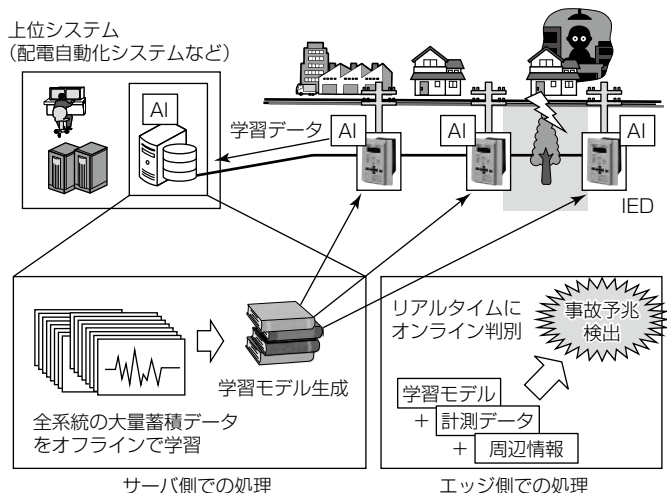 上位システム
（配電自動化システムなど）
AI
学習データ
AI
AI
AI
IED
全系統の大量蓄積データ
をオフラインで学習
学習モデル生成
リアルタイムに
オンライン判別
事故予兆
検出
学習モデル
+ 計測データ
+ 周辺情報
サーバ側での処理
エッジ側での処理